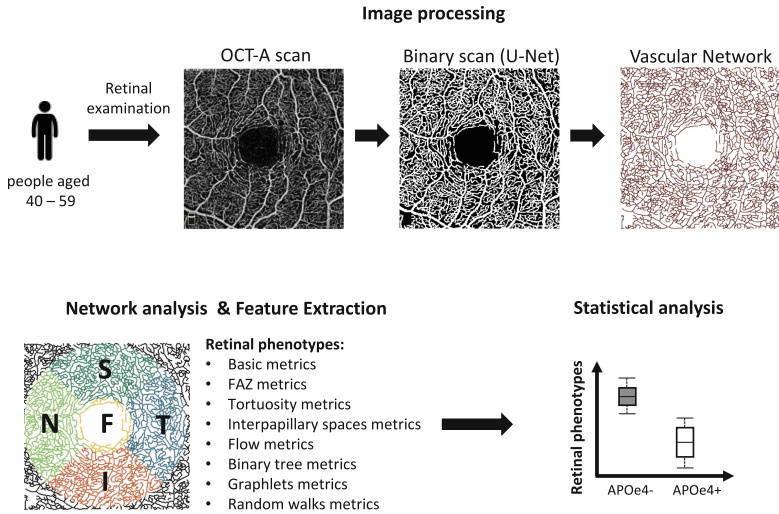 Image processing
OCT-A scan
Binary scan (U-Net)
Vascular Network
Retinal
examination
people aged
40 – 59
Network analysis & Feature Extraction
Statistical analysis
S
N
F
T
I
Retinal phenotypes:
• Basic metrics
• FAZ metrics
• Tortuosity metrics
• Interpapillary spaces metrics
• Flow metrics
• Binary tree metrics
• Graphlets metrics
• Random walks metrics
Retinal phenotypes
APOe4-
APOe4+